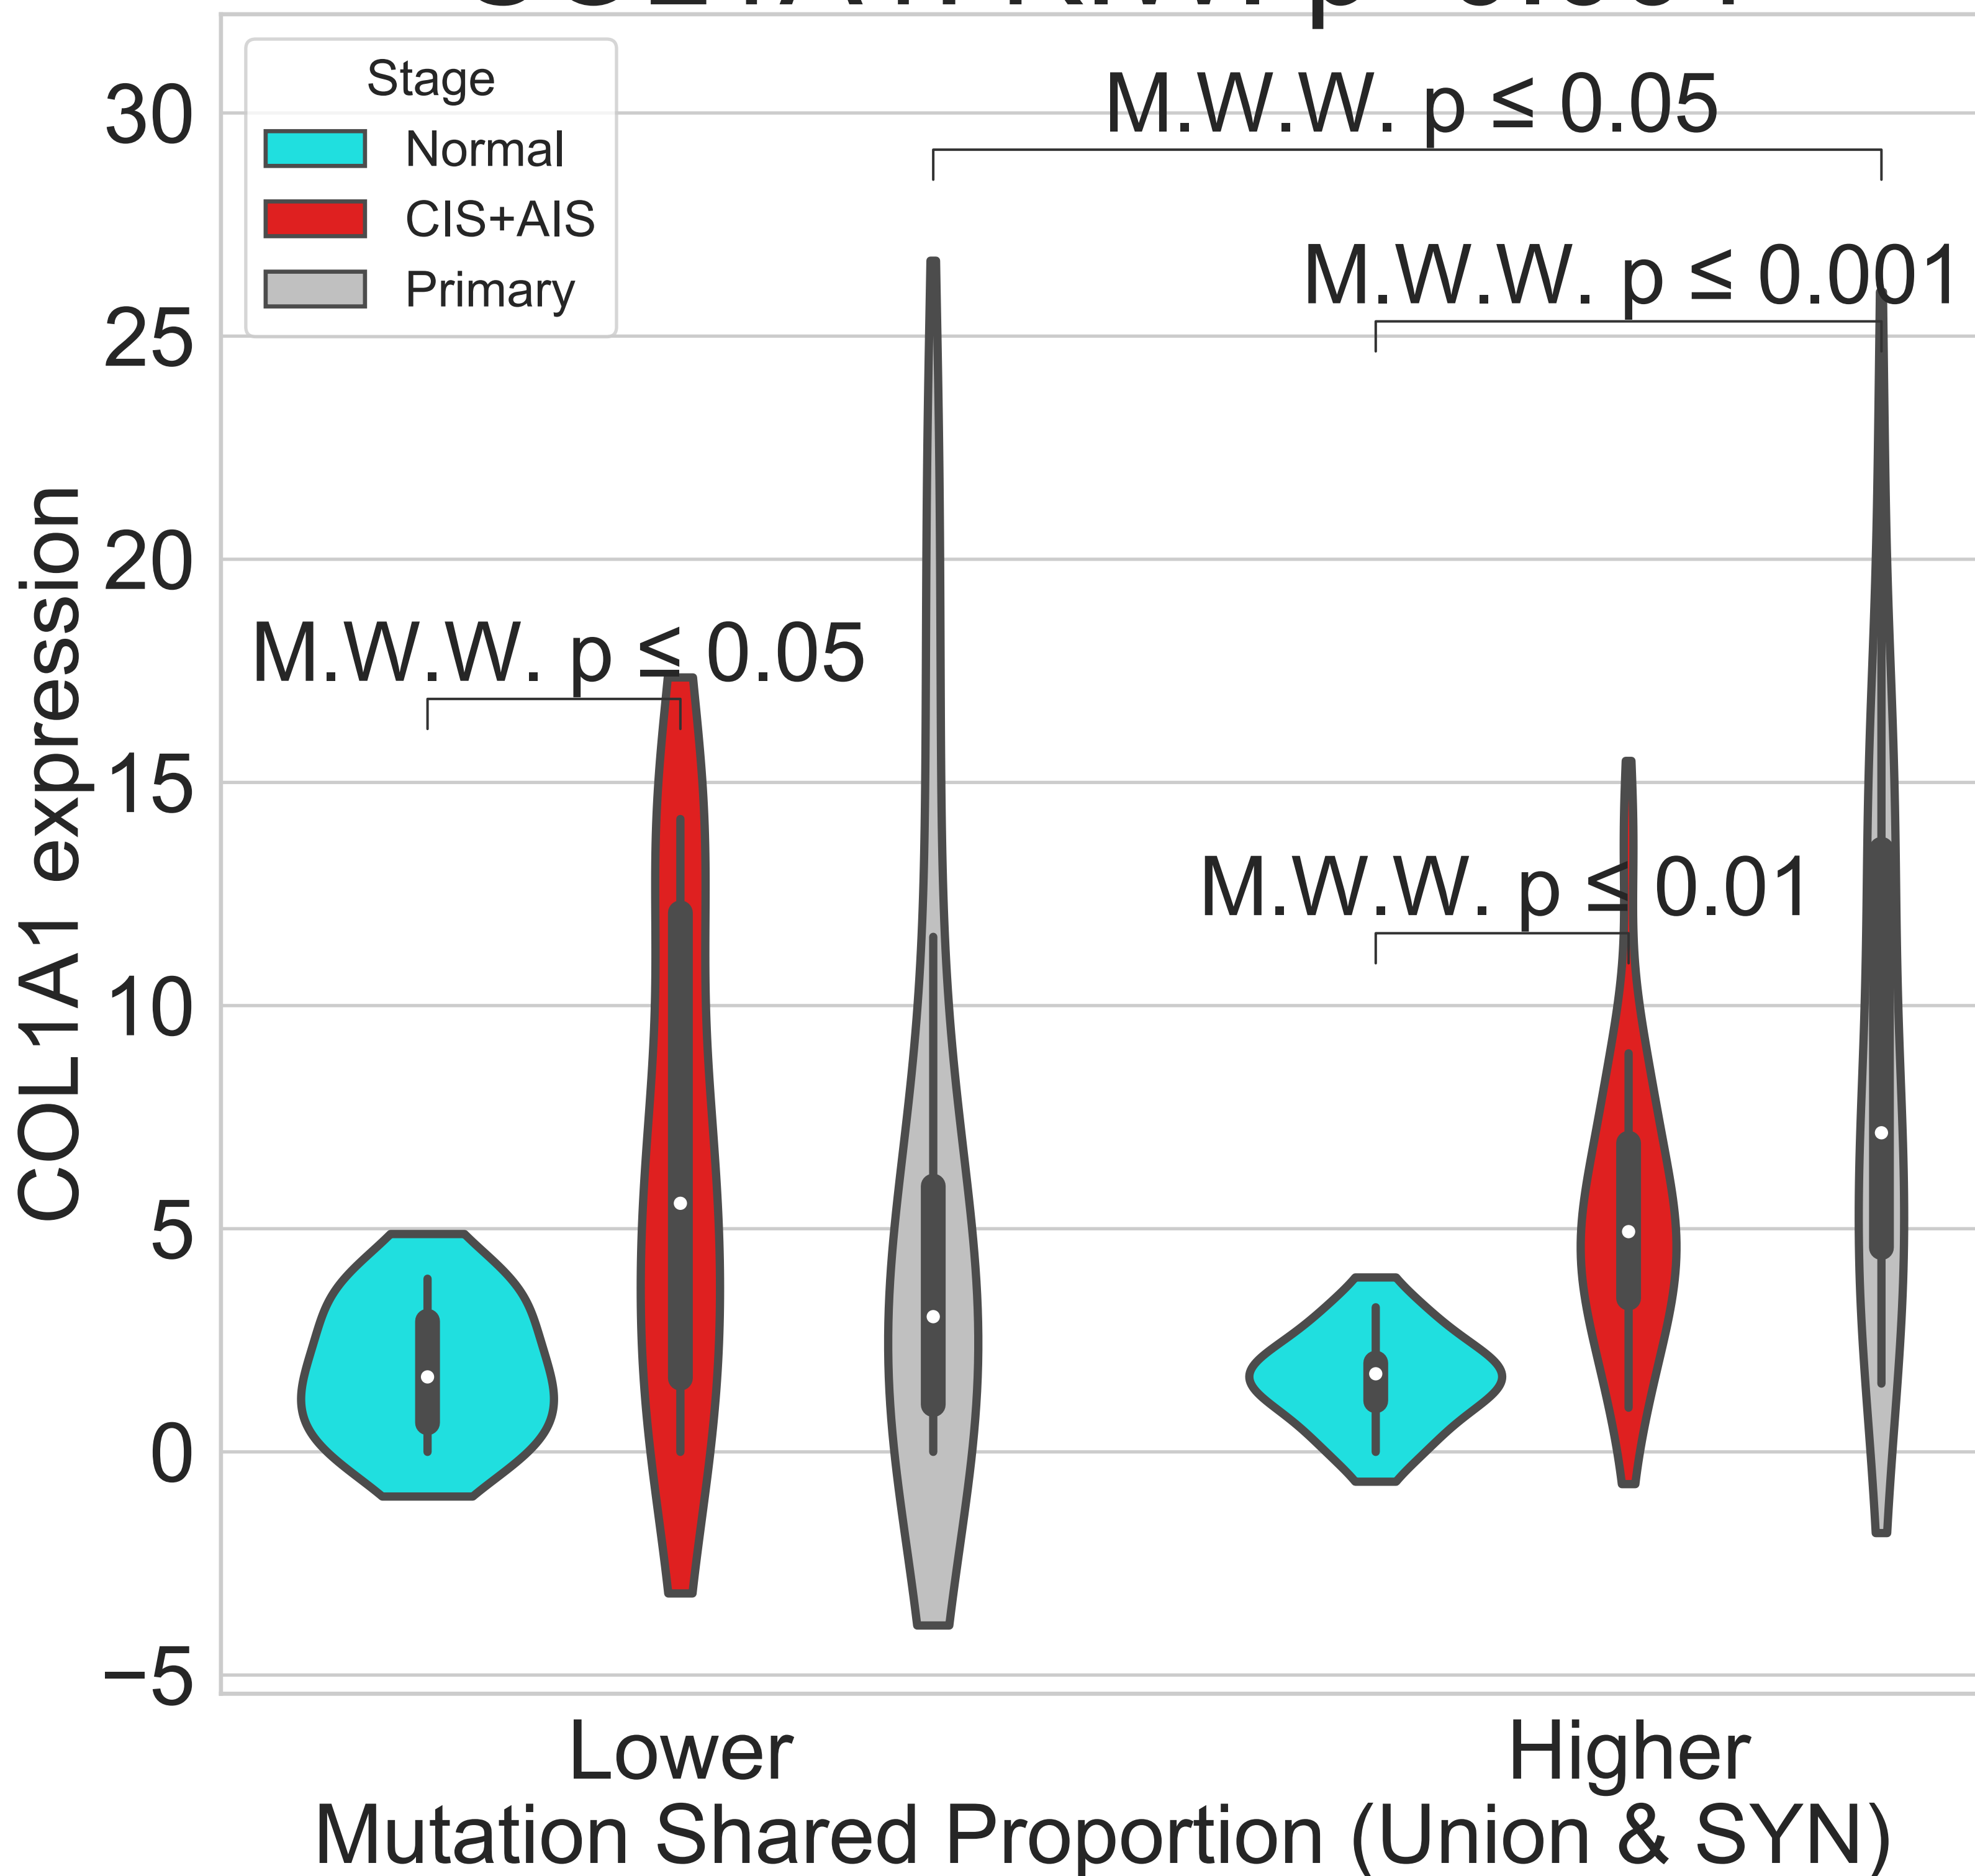 Stage
Normal
CIS+AIS
Primary
M.W.W. p ≤ 0.05
M.W.W. p ≤ 0.001
M.W.W. p ≤ 0.05
M.W.W. p ≤ 0.01
30
25
20
15
10
5
0
−5
COL1A1 expression
Lower
Higher
Mutation Shared Proportion (Union & SYN)